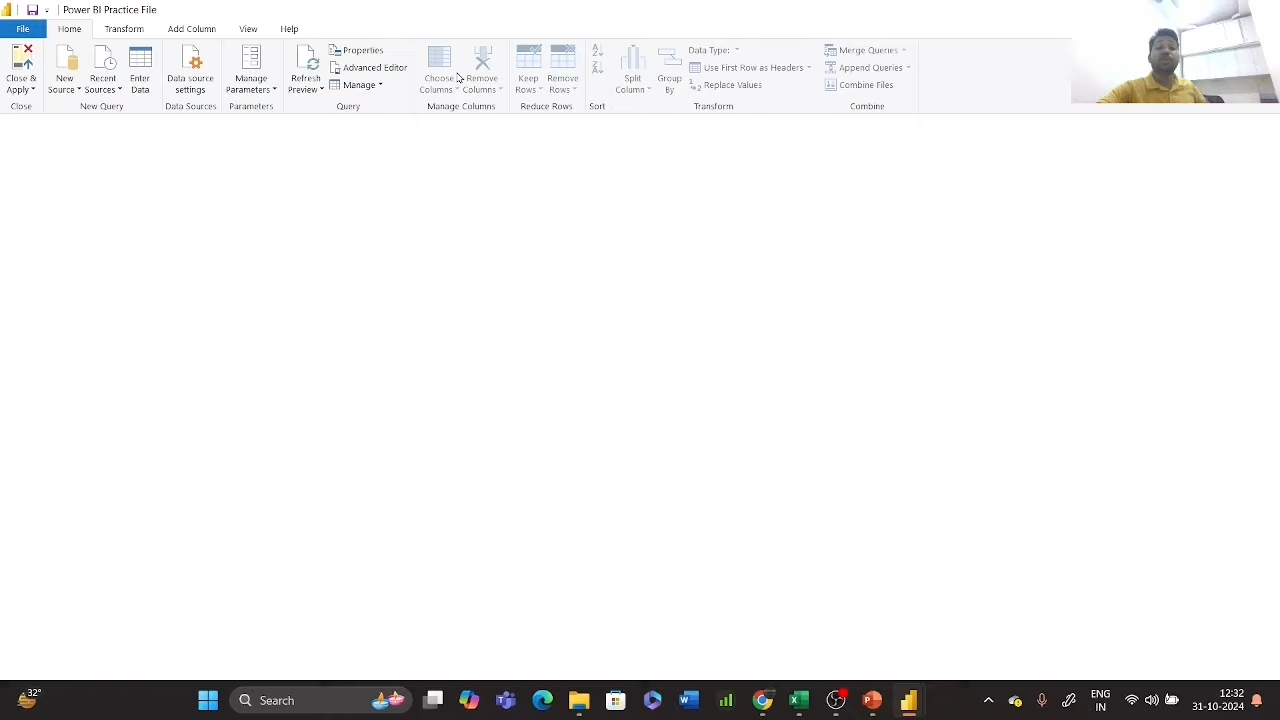 Power BI Practice File
File Home Transform Add Column View Help
Close & Apply
New Source
Recent Sources
Enter Data
Data source settings
Manage Parameters
Refresh Preview
Properties
Advanced Editor
Manage
Choose Columns
Remove Columns
Keep Rows
Remove Rows
Split Column
Group By
Data Type:
Use First Row as Headers
Replace Values
Merge Queries
Append Queries
Combine Files
Close New Query Data Sources Parameters Query Manage Columns Reduce Rows Sort Transform Combine
32°
Search
ENG
IN
12:32
31-10-2024